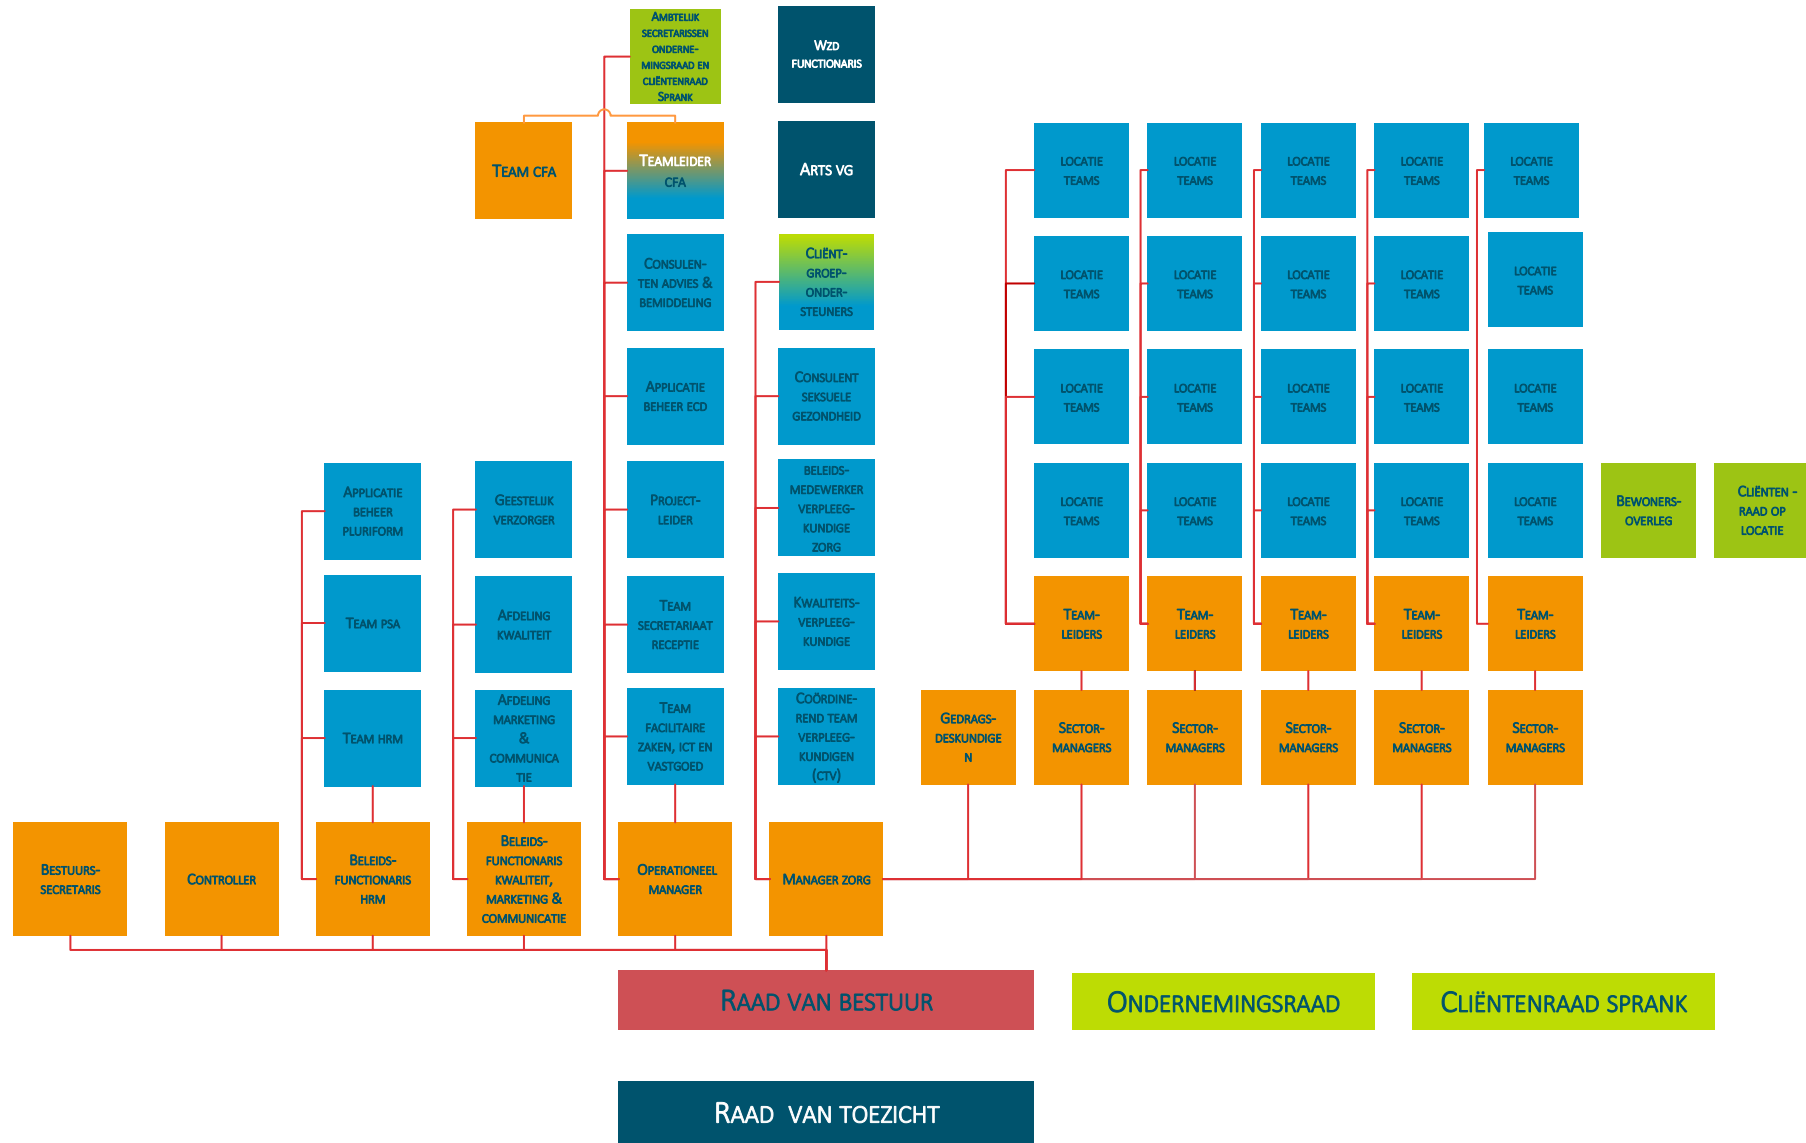 Ambtelijk
secretarissen
onderne-
mingsraad en
cliëntenraad
Sprank
Wzd
functionaris
Team cfa
Teamleider
cfa
Arts vg
locatie
teams
locatie
teams
locatie
teams
locatie
teams
locatie
teams
Consulen-
ten advies &
bemiddeling
Cliënt-
groep-
onder-
steuners
locatie
teams
locatie
teams
locatie
teams
locatie
teams
locatie
teams
Applicatie
beheer ecd
Consulent
seksuele
gezondheid
locatie
teams
locatie
teams
locatie
teams
locatie
teams
locatie
teams
Applicatie
beheer
pluriform
Geestelijk
verzorger
Project-
leider
beleids-
medewerker
verpleeg-
kundige
zorg
locatie
teams
locatie
teams
locatie
teams
locatie
teams
locatie
teams
Bewoners-
overleg
Cliënten -
raad op
locatie
Team psa
Afdeling
kwaliteit
Team
secretariaat
receptie
Kwaliteits-
verpleeg-
kundige
Team-
leiders
Team-
leiders
Team-
leiders
Team-
leiders
Team-
leiders
Team hrm
Afdeling
marketing
&
communica
tie
Team
facilitaire
zaken, ict en
vastgoed
Coördine-
rend team
verpleeg-
kundigen
(ctv)
Gedrags-
deskundige
n
Sector-
managers
Sector-
managers
Sector-
managers
Sector-
managers
Sector-
managers
Bestuurs-
secretaris
Controller
Beleids-
functionaris
hrm
Beleids-
functionaris
kwaliteit,
marketing &
communicatie
Operationeel
manager
Manager zorg
Raad van bestuur
Ondernemingsraad
Cliëntenraad sprank
Raad van toezicht